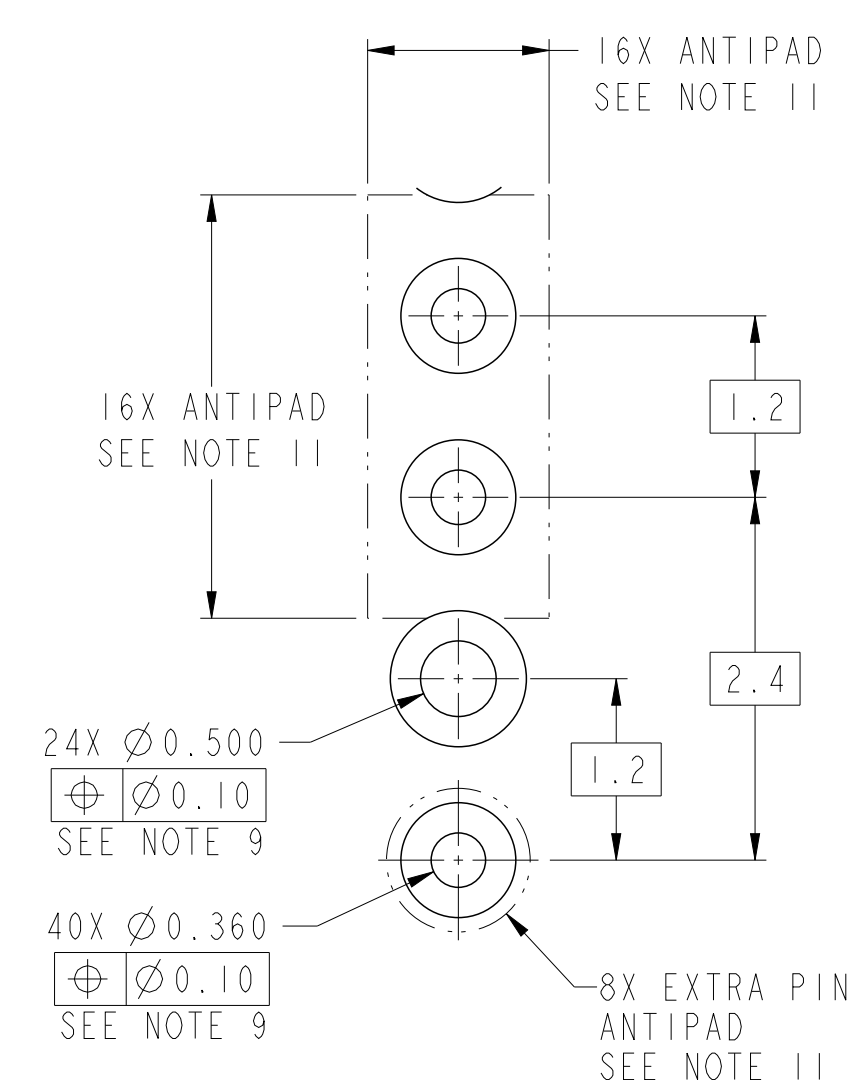 16X ANTIPAD
SEE NOTE 11
16X ANTIPAD
SEE NOTE 11
1.2
2.4
1.2
24X ⌀0.500
⌖ ⌀0.10
SEE NOTE 9
40X ⌀0.360
⌖ ⌀0.10
SEE NOTE 9
8X EXTRA PIN
ANTIPAD
SEE NOTE 11